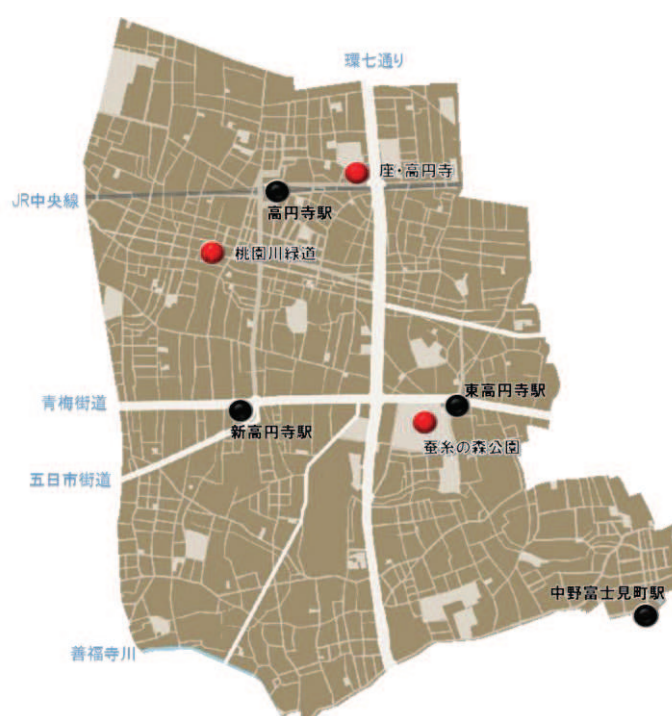 環七通り
座・高円寺
JR中央線
高円寺駅
桃園川緑道
青梅街道
東高円寺駅
新高円寺駅
蚕糸の森公園
五日市街道
中野富士見町駅
善福寺川